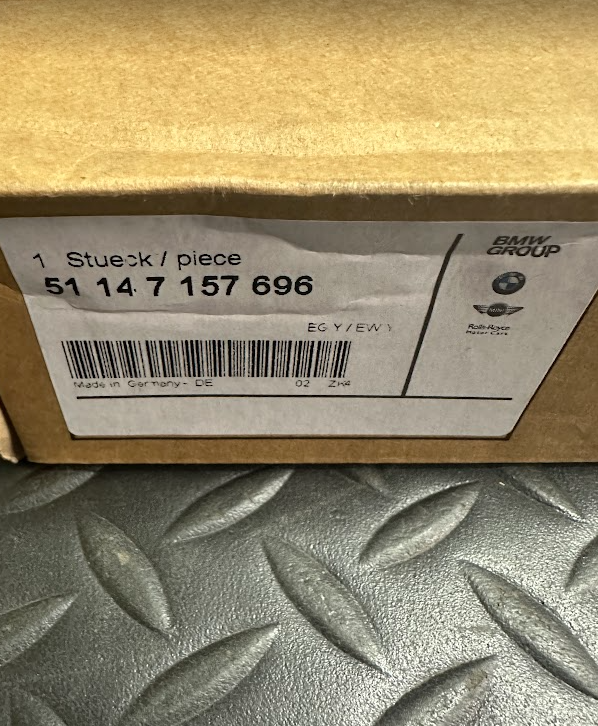 1 Stueck / piece
51 14 7 157 696
EG Y / EW Y
Made in Germany - DE 02 ZK4
BMW
GROUP
MINI
Rolls-Royce
Motor Cars